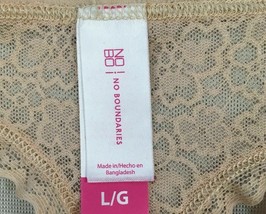 NO!
BO!
NO BOUNDARIES
Made in/Hecho en
Bangladesh
L/G